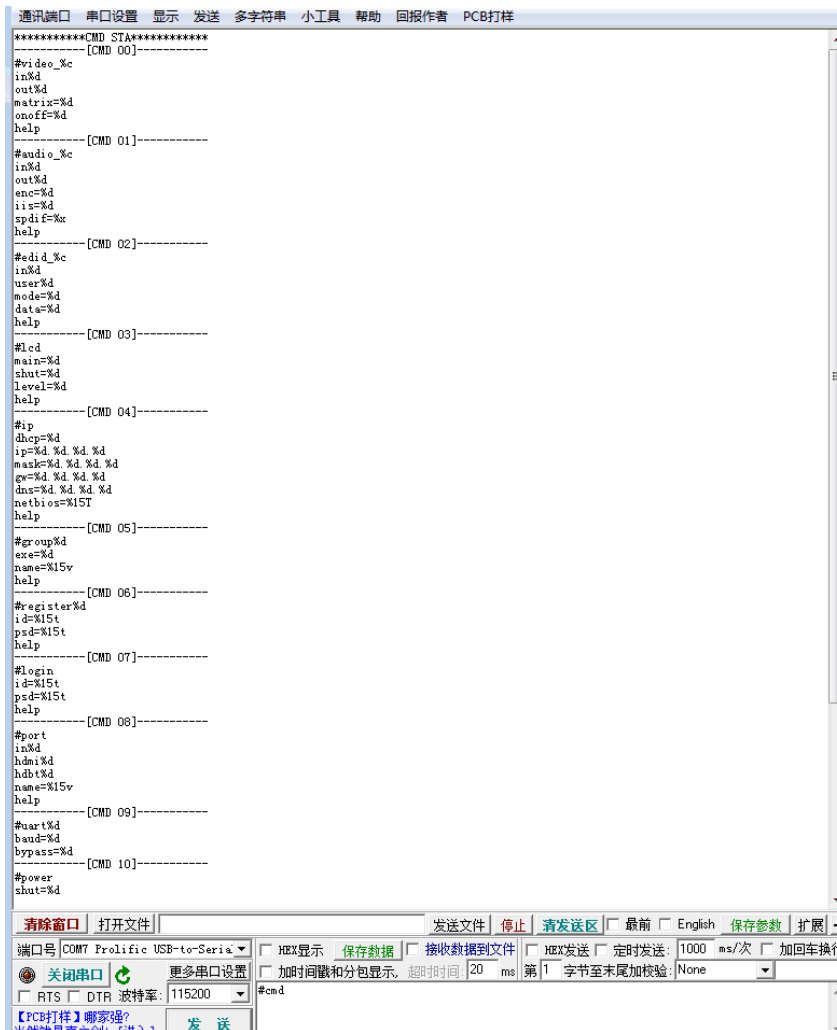 通讯端口 串口设置 显示 发送 多字符串 小工具 帮助 回报作者 PCB打样
***********CMD STA************
-----------[CMD 00]-----------
#video_%c
in%d
out%d
matrix=%d
onoff=%d
help
-----------[CMD 01]-----------
#audio_%c
in%d
out%d
enc=%d
iis=%d
spdif=%x
help
-----------[CMD 02]-----------
#edid_%c
in%d
user%d
mode=%d
data=%d
help
-----------[CMD 03]-----------
#lcd
main=%d
shut=%d
level=%d
help
-----------[CMD 04]-----------
#ip
dhcp=%d
ip=%d.%d.%d.%d
mask=%d.%d.%d.%d
gw=%d.%d.%d.%d
dns=%d.%d.%d.%d
netbios=%15T
help
-----------[CMD 05]-----------
#group%d
exe=%d
name=%15v
help
-----------[CMD 06]-----------
#register%d
id=%15t
psd=%15t
help
-----------[CMD 07]-----------
#login
id=%15t
psd=%15t
help
-----------[CMD 08]-----------
#port
in%d
hdmi%d
hdbt%d
name=%15v
help
-----------[CMD 09]-----------
#uart%d
baud=%d
bypass=%d
-----------[CMD 10]-----------
#power
shut=%d
清除窗口 打开文件 发送文件 停止 清发送区 最前 English 保存参数 扩展
端口号 COM7 Prolific USB-to-Seria HEX显示 保存数据 接收数据到文件 HEX发送 定时发送: 1000 ms/次 加回车换行
关闭串口 更多串口设置 加时间戳和分包显示, 超时时间: 20 ms 第 1 字节至末尾加校验: None
RTS DTR 波特率: 115200 #cmd
【PCB打样】哪家强? 发 送